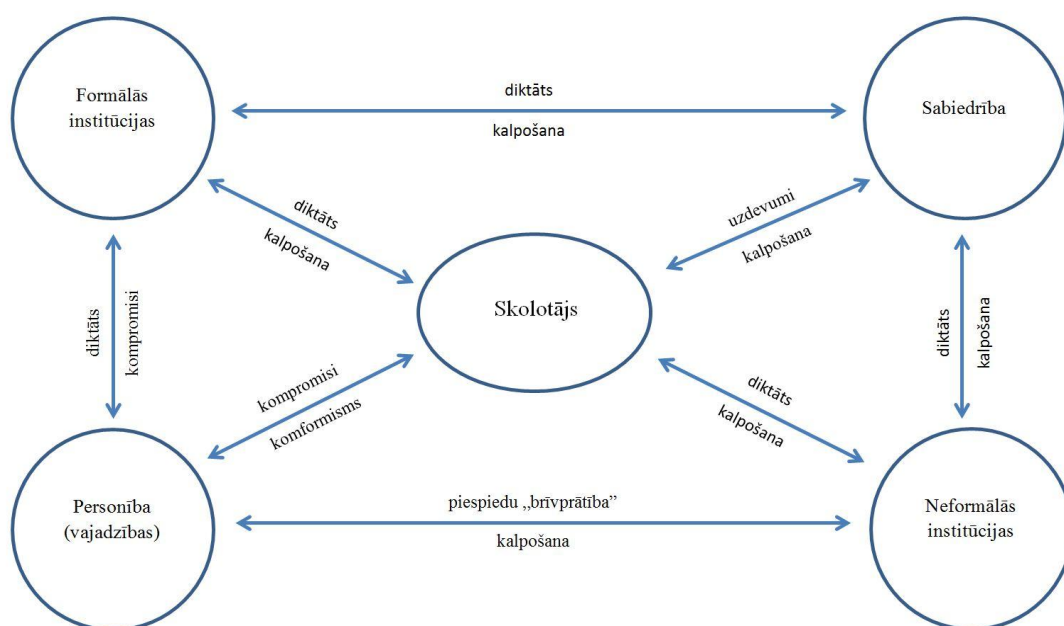 Formālās
institūcijas
diktāts
kalpošana
Sabiedrība
diktāts
kalpošana
uzdevumi
kalpošana
Skolotājs
diktāts
kompromisi
diktāts
kalpošana
kompromisi
komformisms
diktāts
kalpošana
Personība
(vajadzības)
piespiedu „brīvprātība”
kalpošana
Neformālās
institūcijas